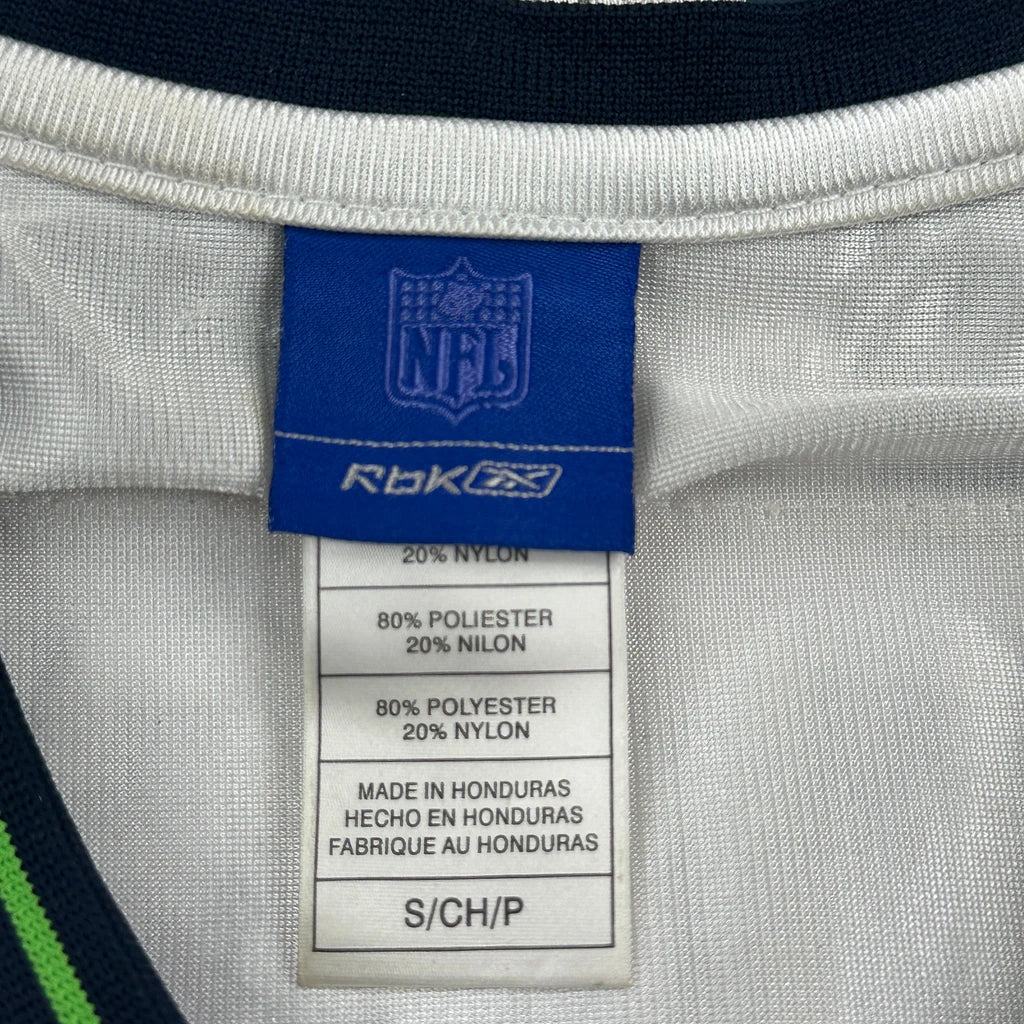 NFL
RbK
20% NYLON
80% POLIESTER
20% NILON
80% POLYESTER
20% NYLON
MADE IN HONDURAS
HECHO EN HONDURAS
FABRIQUE AU HONDURAS
S/CH/P